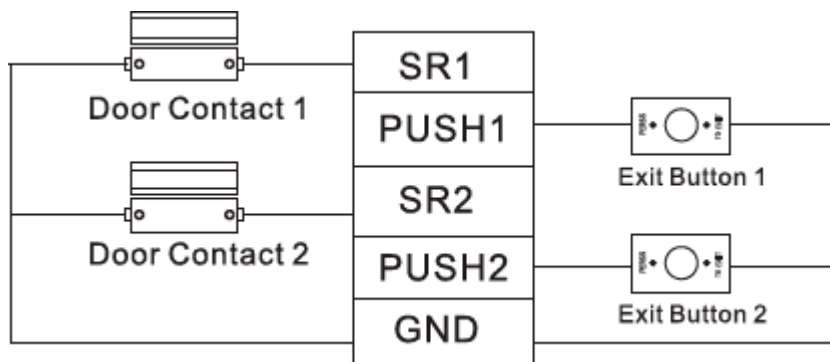 SR1
Door Contact 1
PUSH1
Exit Button 1
SR2
Door Contact 2
PUSH2
Exit Button 2
GND